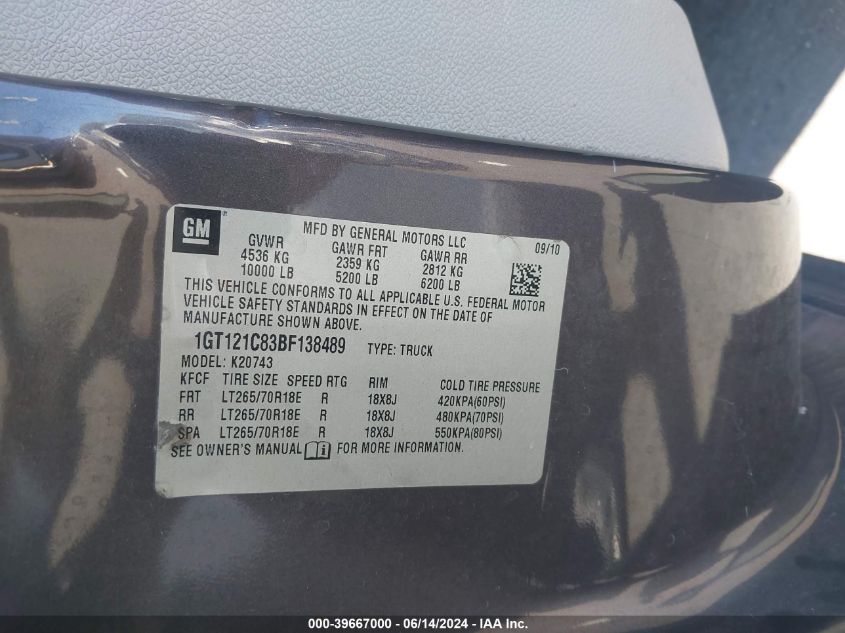 GM
MFD BY GENERAL MOTORS LLC 09/10
GVWR GAWR FRT GAWR RR
4536 KG 2359 KG 2812 KG
10000 LB 5200 LB 6200 LB
THIS VEHICLE CONFORMS TO ALL APPLICABLE U.S. FEDERAL MOTOR
VEHICLE SAFETY STANDARDS IN EFFECT ON THE DATE OF
MANUFACTURE SHOWN ABOVE.
1GT121C83BF138489 TYPE: TRUCK
MODEL: K20743
KFCF TIRE SIZE SPEED RTG RIM COLD TIRE PRESSURE
FRT LT265/70R18E R 18X8J 420KPA(60PSI)
RR LT265/70R18E R 18X8J 480KPA(70PSI)
SPA LT265/70R18E R 18X8J 550KPA(80PSI)
SEE OWNER'S MANUAL i FOR MORE INFORMATION.
000-39667000 - 06/14/2024 - IAA Inc.